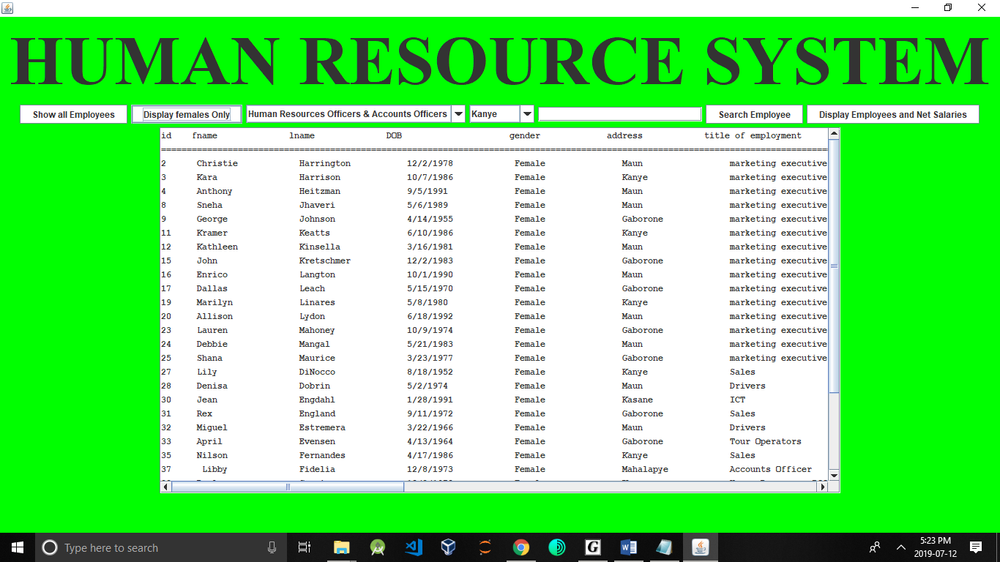 HUMAN RESOURCE SYSTEM
Show all Employees Display females Only Human Resources Officers & Accounts Officers Kanye Search Employee Display Employees and Net Salaries
id fname lname DOB gender address title of employment
2 Christie Harrington 12/2/1978 Female Maun marketing executive
3 Kara Harrison 10/7/1986 Female Kanye marketing executive
4 Anthony Heitzman 9/5/1991 Female Maun marketing executive
8 Sneha Jhaveri 5/6/1989 Female Maun marketing executive
9 George Johnson 4/14/1955 Female Gaborone marketing executive
11 Kramer Keatts 6/10/1986 Female Kanye marketing executive
12 Kathleen Kinsella 3/16/1981 Female Maun marketing executive
15 John Kretschmer 12/2/1983 Female Gaborone marketing executive
16 Enrico Langton 10/1/1990 Female Maun marketing executive
17 Dallas Leach 5/15/1970 Female Gaborone marketing executive
19 Marilyn Linares 5/8/1980 Female Kanye marketing executive
20 Allison Lydon 6/18/1992 Female Maun marketing executive
23 Lauren Mahoney 10/9/1974 Female Gaborone marketing executive
24 Debbie Mangal 5/21/1983 Female Maun marketing executive
25 Shana Maurice 3/23/1977 Female Gaborone marketing executive
27 Lily DiNocco 8/18/1952 Female Kanye Sales
28 Denisa Dobrin 5/2/1974 Female Maun Drivers
30 Jean Engdahl 1/28/1991 Female Kasane ICT
31 Rex England 9/11/1972 Female Gaborone Sales
32 Miguel Estremera 3/22/1966 Female Maun Drivers
33 April Evensen 4/13/1964 Female Gaborone Tour Operators
35 Nilson Fernandes 4/17/1986 Female Kanye Sales
37 Libby Fidelia 12/8/1973 Female Mahalapye Accounts Officer
Type here to search
5:23 PM
2019-07-12